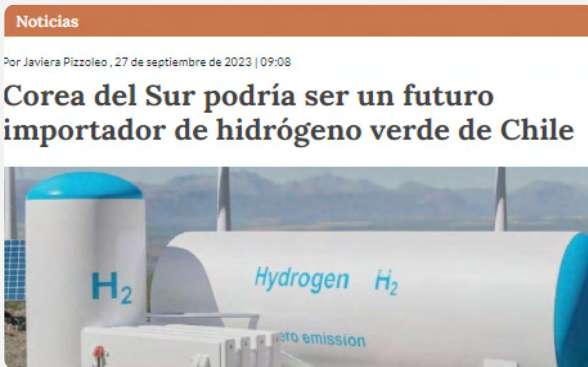 Noticias
Por Javiera Pizzoleo , 27 de septiembre de 2023 | 09:08
Corea del Sur podría ser un futuro
importador de hidrógeno verde de Chile
H2
Hydrogen H2
ero emission